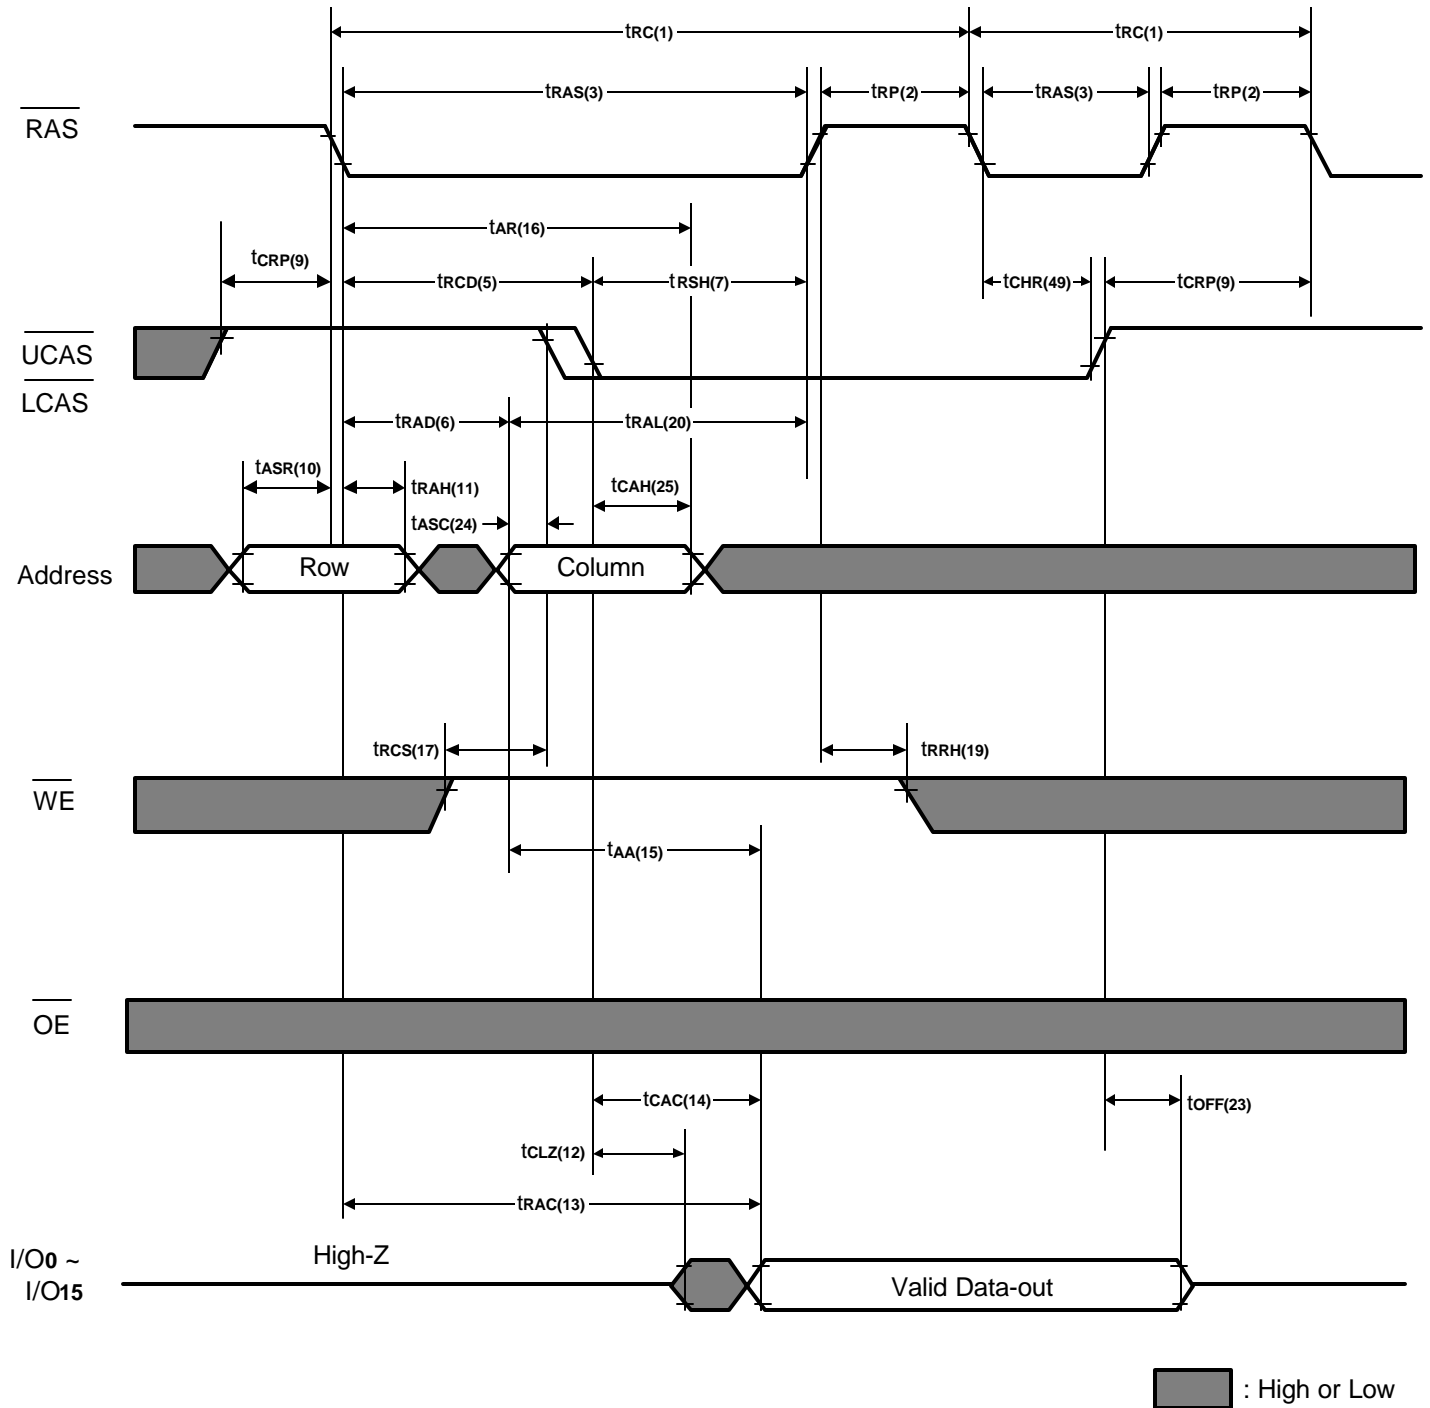 tRC(1) tRC(1)
tRAS(3) tRP(2) tRAS(3) tRP(2)
RAS
tAR(16)
tCRP(9) tRCD(5) tRSH(7) tCHR(49) tCRP(9)
UCAS
LCAS
tRAD(6) tRAL(20)
tASR(10) tRAH(11) tCAH(25)
tASC(24)
Address Row Column
tRCS(17) tRRH(19)
WE
tAA(15)
OE
tCAC(14) tOFF(23)
tCLZ(12)
tRAC(13)
I/O0 ~
I/O15
High-Z
Valid Data-out
: High or Low